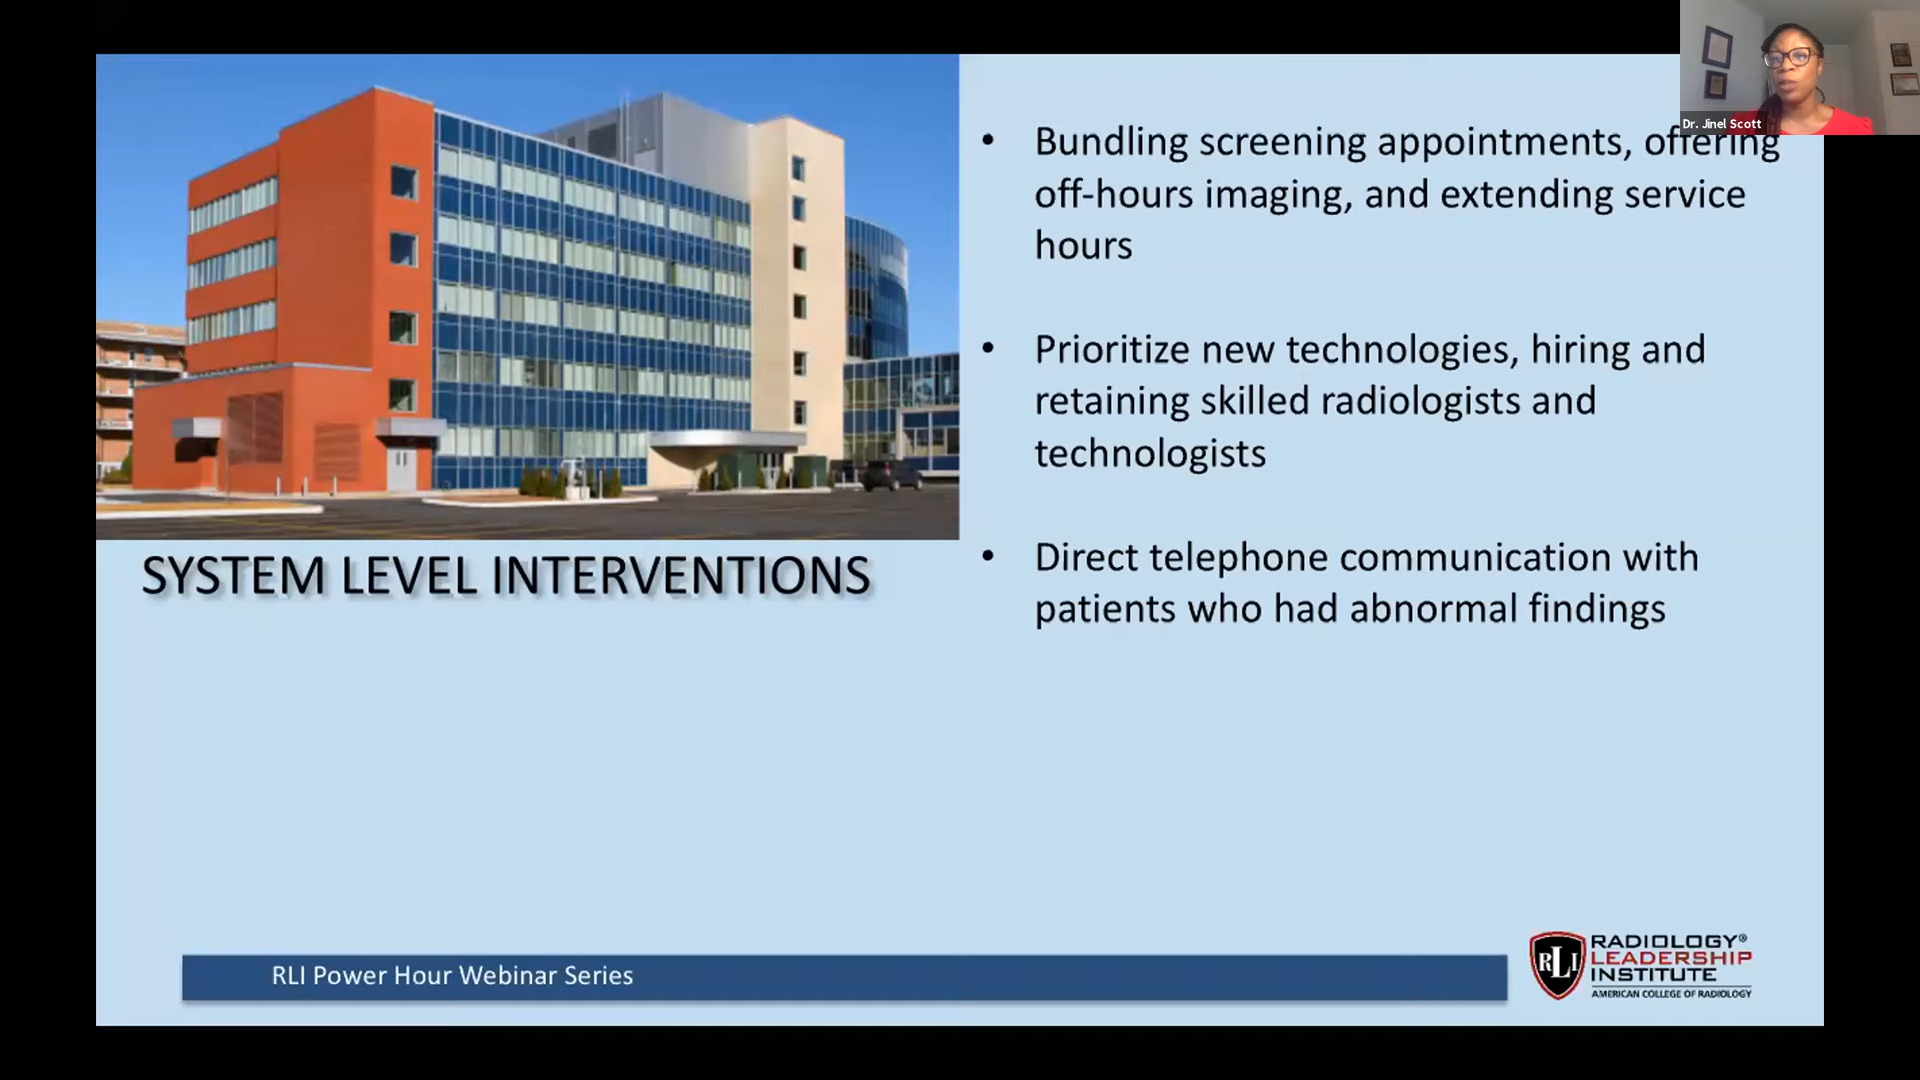 Dr. Jinel Scott
• Bundling screening appointments, offering
off-hours imaging, and extending service
hours
• Prioritize new technologies, hiring and
retaining skilled radiologists and
technologists
• Direct telephone communication with
patients who had abnormal findings
SYSTEM LEVEL INTERVENTIONS
RLI Power Hour Webinar Series
RLI
RADIOLOGY®
LEADERSHIP
INSTITUTE
AMERICAN COLLEGE OF RADIOLOGY